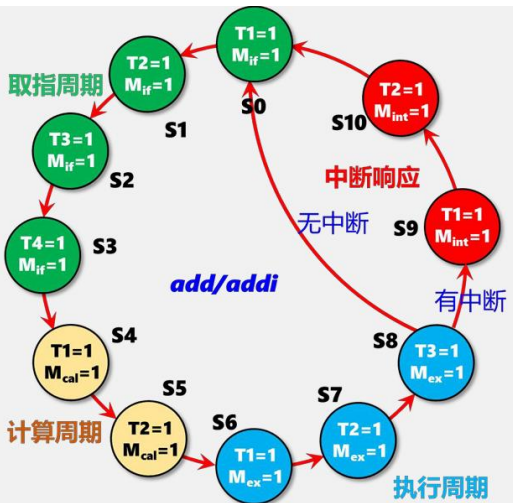 T1=1
Mif=1
S0
T2=1
Mif=1
S1
取指周期
T3=1
Mif=1
S2
T4=1
Mif=1
S3
T1=1
Mcal=1
S4
T2=1
Mcal=1
S5
计算周期
T1=1
Mex=1
S6
T2=1
Mex=1
S7
T3=1
Mex=1
S8
执行周期
有中断
无中断
T1=1
Mint=1
S9
中断响应
T2=1
Mint=1
S10
add/addi